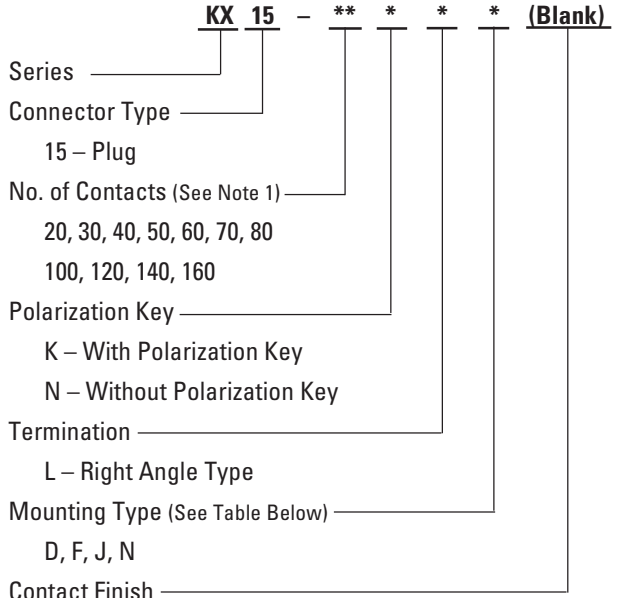 KX 15 – ** * * * (Blank)
Series
Connector Type
15 – Plug
No. of Contacts (See Note 1)
20, 30, 40, 50, 60, 70, 80
100, 120, 140, 160
Polarization Key
K – With Polarization Key
N – Without Polarization Key
Termination
L – Right Angle Type
Mounting Type (See Table Below)
D, F, J, N
Contact Finish